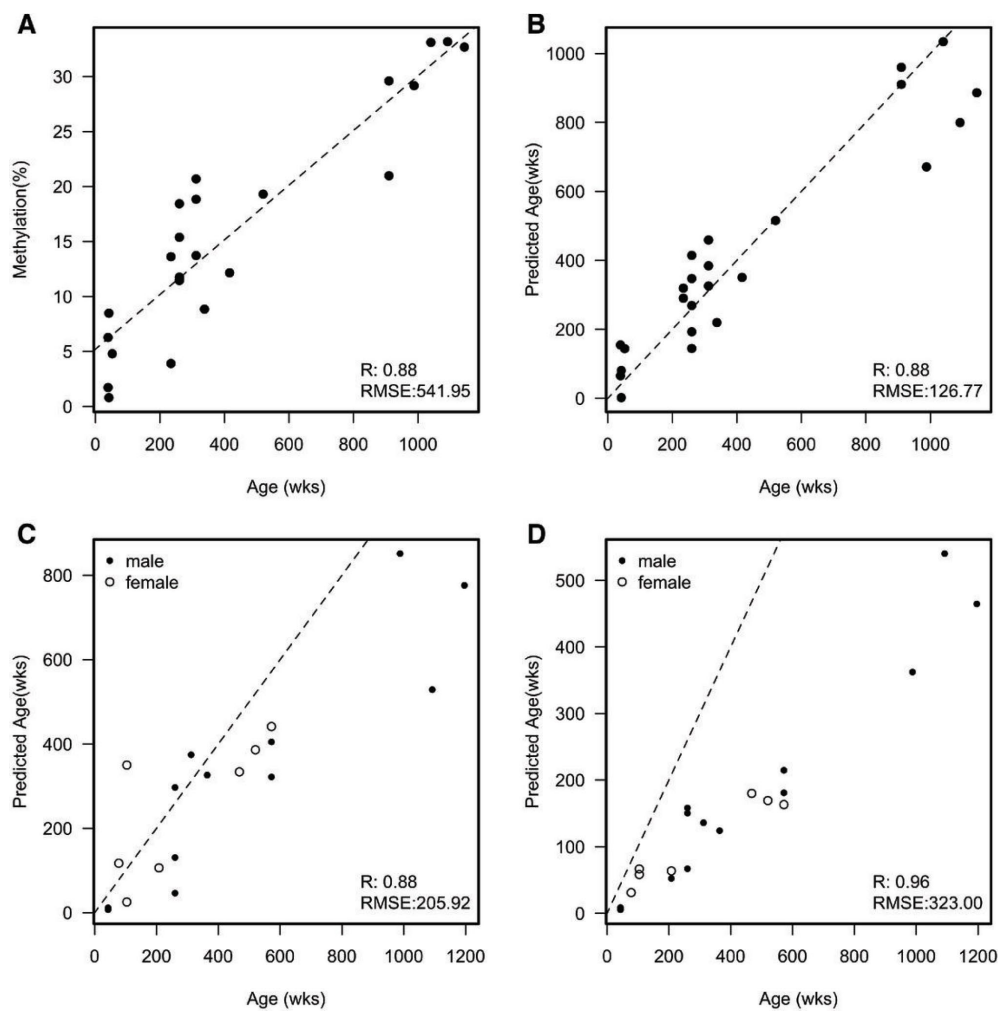 A
Methylation(%)
30
25
20
15
10
5
0
R: 0.88
RMSE:541.95
0 200 400 600 800 1000
Age (wks)
B
Predicted Age(wks)
1000
800
600
400
200
0
R: 0.88
RMSE:126.77
0 200 400 600 800 1000
Age (wks)
C
male
female
Predicted Age(wks)
800
600
400
200
0
R: 0.88
RMSE:205.92
0 200 400 600 800 1000 1200
Age (wks)
D
male
female
Predicted Age(wks)
500
400
300
200
100
0
R: 0.96
RMSE:323.00
0 200 400 600 800 1000 1200
Age (wks)